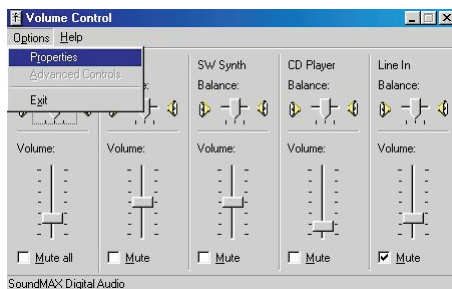 Volume Control
Options Help
Properties
Advanced Controls
Exit
SW Synth CD Player Line In
Balance: Balance: Balance:
Volume: Volume: Volume: Volume: Volume:
Mute all Mute Mute Mute Mute
SoundMAX Digital Audio